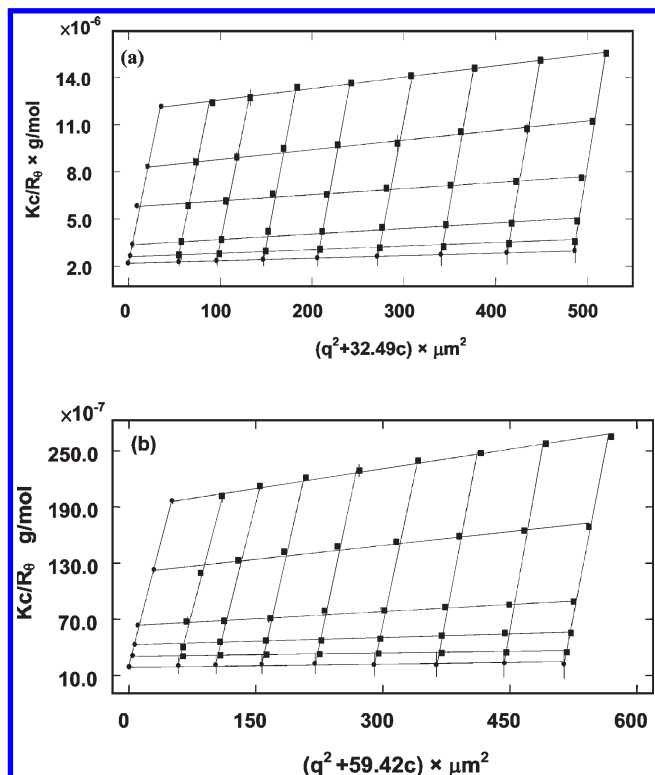 ×10⁻⁶
(a)
14.0
11.0
8.0
5.0
2.0
Kc/Rθ × g/mol
0 100 200 300 400 500
(q²+32.49c) × μm²
×10⁻⁷
(b)
250.0
190.0
130.0
70.0
10.0
Kc/Rθ g/mol
0 150 300 450 600
(q²+59.42c) × μm²